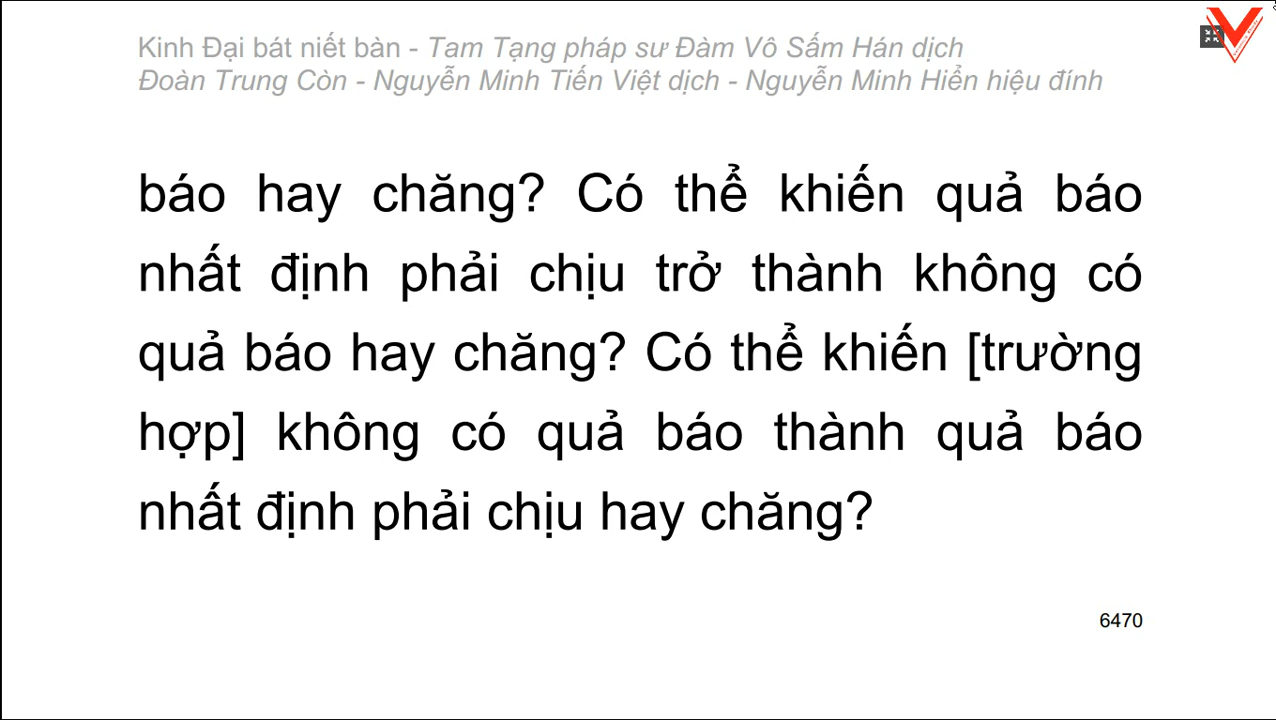 Kinh Đại bát niết bàn - Tam Tạng pháp sư Đàm Vô Sấm Hán dịch
Đoàn Trung Còn - Nguyễn Minh Tiến Việt dịch - Nguyễn Minh Hiển hiệu đính
báo hay chăng? Có thể khiến quả báo
nhất định phải chịu trở thành không có
quả báo hay chăng? Có thể khiến [trường
hợp] không có quả báo thành quả báo
nhất định phải chịu hay chăng?
6470